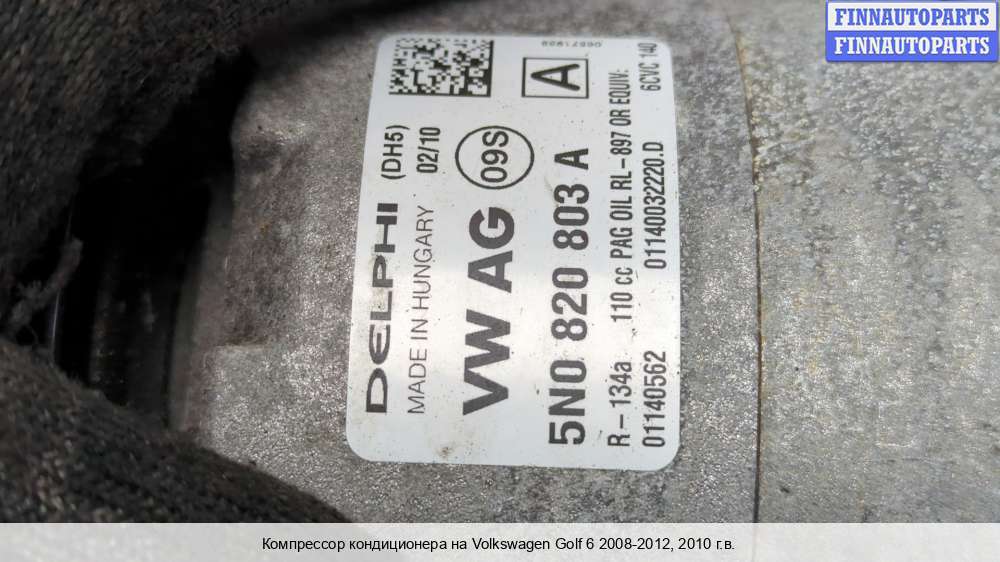 FINNAUTOPARTS
FINNAUTOPARTS
DELPHI (DH5)
MADE IN HUNGARY 02/10
VW AG 09S
5N0 820 803 A A
R-134a 110 cc PAG OIL RL-897 OR EQUIV:
01140562 01140032220.D 6CVC 140
Компрессор кондиционера на Volkswagen Golf 6 2008-2012, 2010 г.в.